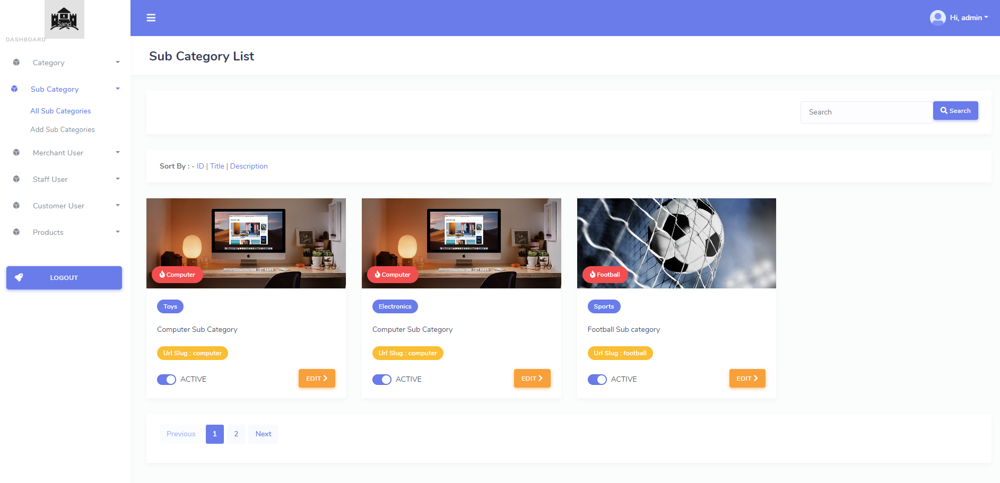 Sand
DASHBOARD
Category
Sub Category
All Sub Categories
Add Sub Categories
Merchant User
Staff User
Customer User
Products
LOGOUT
Hi, admin
Sub Category List
Search
Search
Sort By : - ID | Title | Description
Computer
Toys
Computer Sub Category
Url Slug : computer
ACTIVE
EDIT
Computer
Electronics
Computer Sub Category
Url Slug : computer
ACTIVE
EDIT
Football
Sports
Football Sub category
Url Slug : football
ACTIVE
EDIT
Previous 1 2 Next